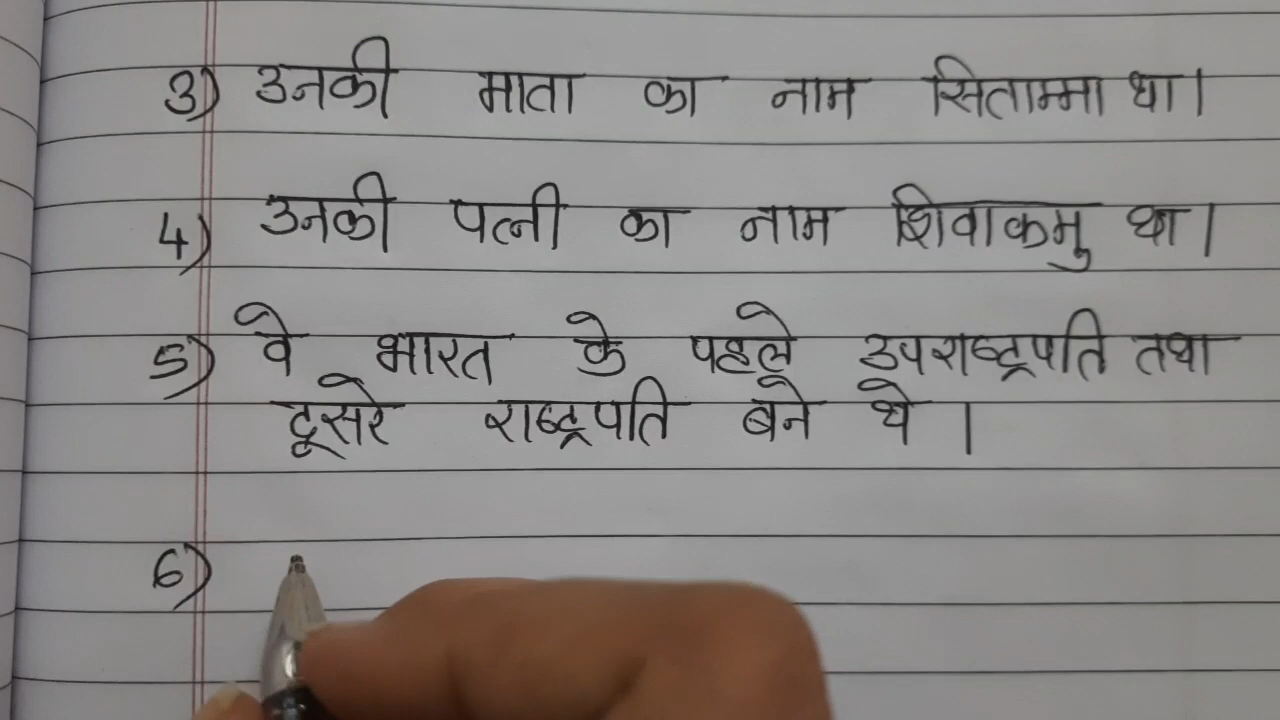 3) उनकी माता का नाम सिताम्मा था।
4) उनकी पत्नी का नाम शिवाकमु था।
5) वे भारत के पहले उपराष्ट्रपति तथा
दूसरे राष्ट्रपति बने थे।
6)